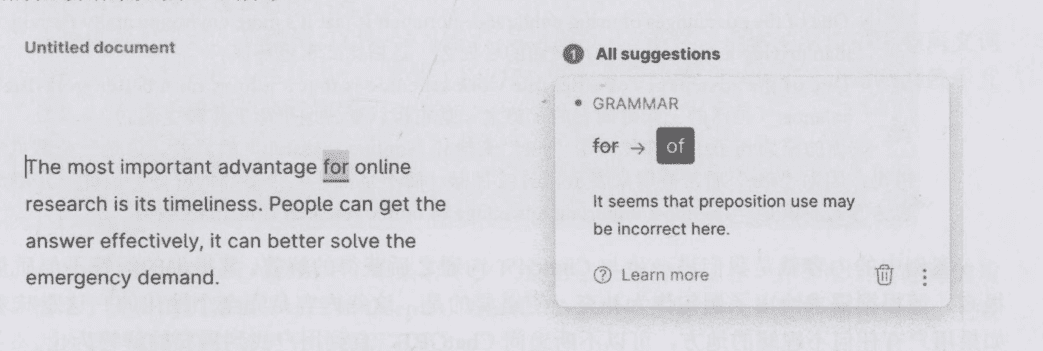 Untitled document
The most important advantage for online
research is its timeliness. People can get the
answer effectively, it can better solve the
emergency demand.
1 All suggestions
• GRAMMAR
for → of
It seems that preposition use may
be incorrect here.
Learn more